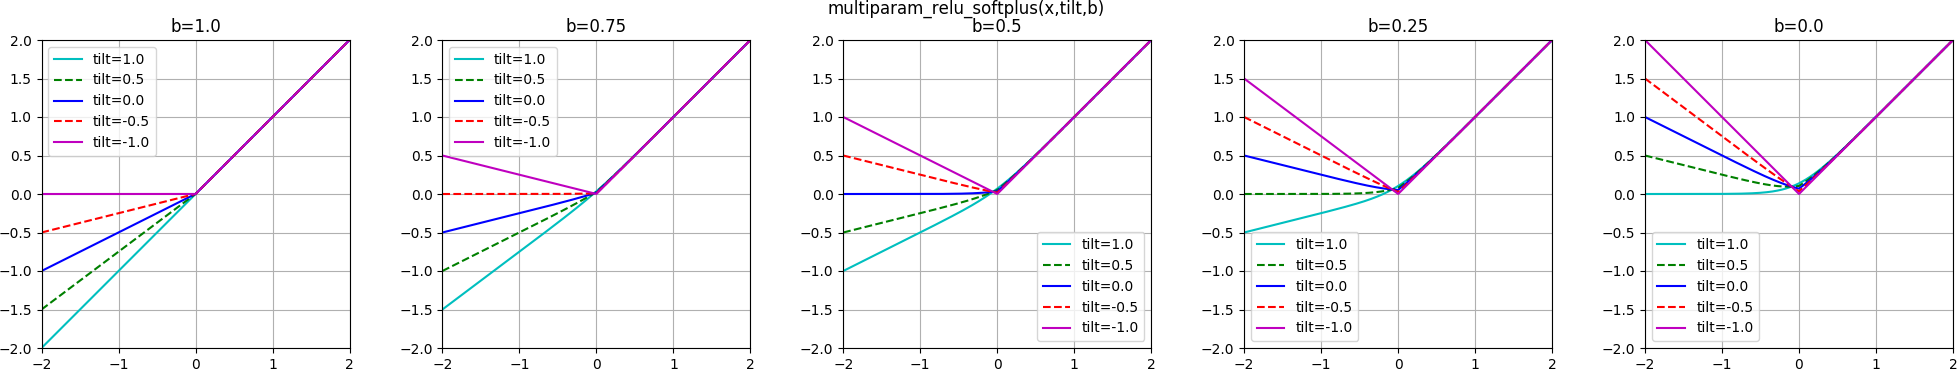 multiparam_relu_softplus(x,tilt,b)
b=1.0
2.0
1.5
1.0
0.5
0.0
−0.5
−1.0
−1.5
−2.0
−2
−1
0
1
2
tilt=1.0
tilt=0.5
tilt=0.0
tilt=-0.5
tilt=-1.0
b=0.75
2.0
1.5
1.0
0.5
0.0
−0.5
−1.0
−1.5
−2.0
−2
−1
0
1
2
tilt=1.0
tilt=0.5
tilt=0.0
tilt=-0.5
tilt=-1.0
b=0.5
2.0
1.5
1.0
0.5
0.0
−0.5
−1.0
−1.5
−2.0
−2
−1
0
1
2
tilt=1.0
tilt=0.5
tilt=0.0
tilt=-0.5
tilt=-1.0
b=0.25
2.0
1.5
1.0
0.5
0.0
−0.5
−1.0
−1.5
−2.0
−2
−1
0
1
2
tilt=1.0
tilt=0.5
tilt=0.0
tilt=-0.5
tilt=-1.0
b=0.0
2.0
1.5
1.0
0.5
0.0
−0.5
−1.0
−1.5
−2.0
−2
−1
0
1
2
tilt=1.0
tilt=0.5
tilt=0.0
tilt=-0.5
tilt=-1.0